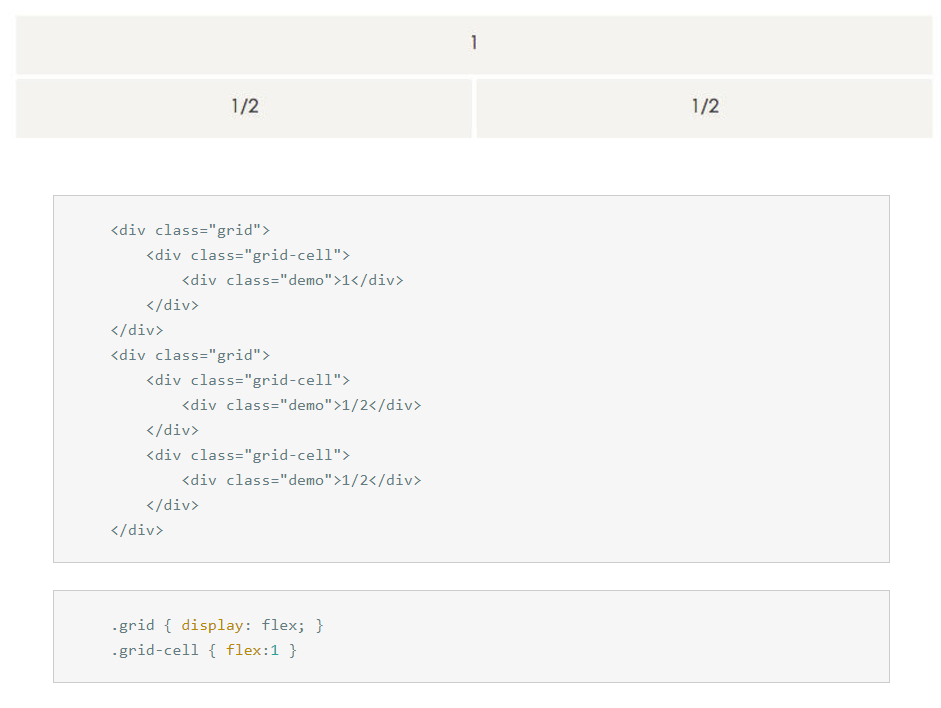 1
1/2 1/2
<div class="grid">
<div class="grid-cell">
<div class="demo">1</div>
</div>
</div>
<div class="grid">
<div class="grid-cell">
<div class="demo">1/2</div>
</div>
<div class="grid-cell">
<div class="demo">1/2</div>
</div>
</div>
.grid { display: flex; }
.grid-cell { flex:1 }